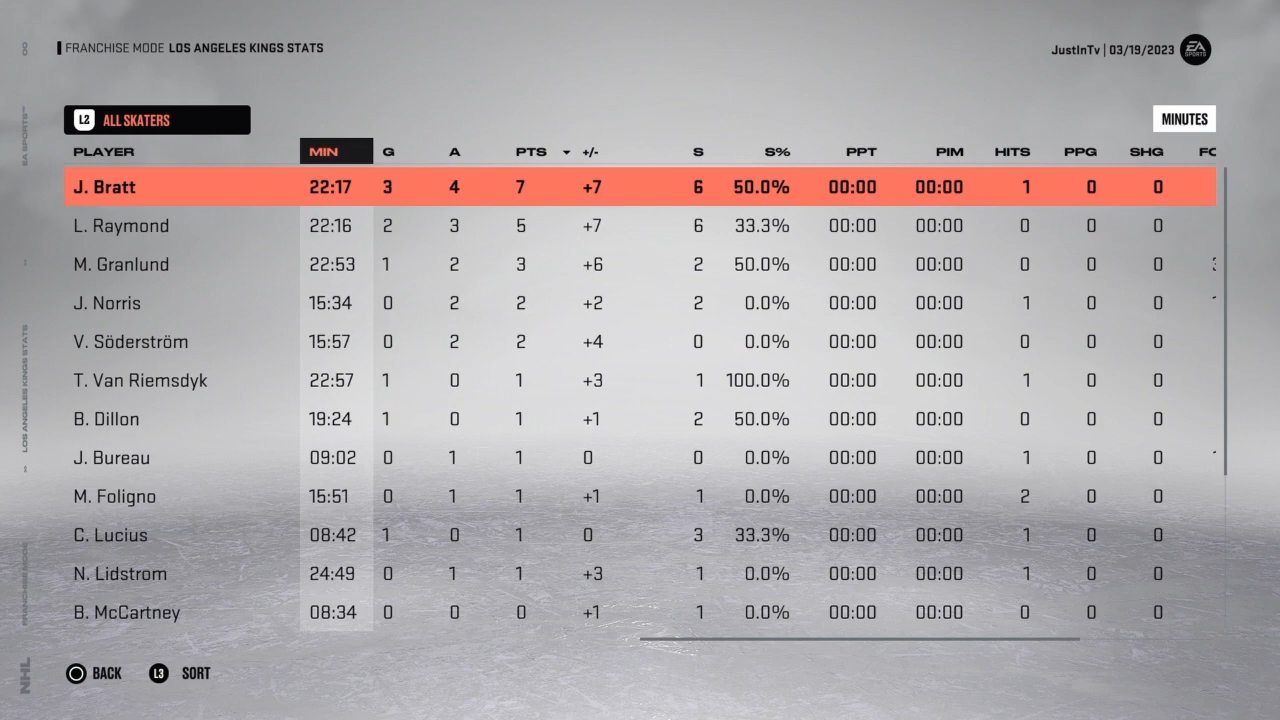 FRANCHISE MODE LOS ANGELES KINGS STATS
JustInTv | 03/19/2023
EA SPORTS
L2 ALL SKATERS
MINUTES
PLAYER MIN G A PTS +/- S S% PPT PIM HITS PPG SHG
J. Bratt 22:17 3 4 7 +7 6 50.0% 00:00 00:00 1 0 0
L. Raymond 22:16 2 3 5 +7 6 33.3% 00:00 00:00 0 0 0
M. Granlund 22:53 1 2 3 +6 2 50.0% 00:00 00:00 0 0 0
J. Norris 15:34 0 2 2 +2 2 0.0% 00:00 00:00 1 0 0
V. Söderström 15:57 0 2 2 +4 0 0.0% 00:00 00:00 0 0 0
T. Van Riemsdyk 22:57 1 0 1 +3 1 100.0% 00:00 00:00 1 0 0
B. Dillon 19:24 1 0 1 +1 2 50.0% 00:00 00:00 0 0 0
J. Bureau 09:02 0 1 1 0 0 0.0% 00:00 00:00 1 0 0
M. Foligno 15:51 0 1 1 +1 1 0.0% 00:00 00:00 2 0 0
C. Lucius 08:42 1 0 1 0 3 33.3% 00:00 00:00 1 0 0
N. Lidstrom 24:49 0 1 1 +3 1 0.0% 00:00 00:00 1 0 0
B. McCartney 08:34 0 0 0 +1 1 0.0% 00:00 00:00 0 0 0
BACK L3 SORT
NHL FRANCHISE MODE LOS ANGELES KINGS STATS EA SPORTS™